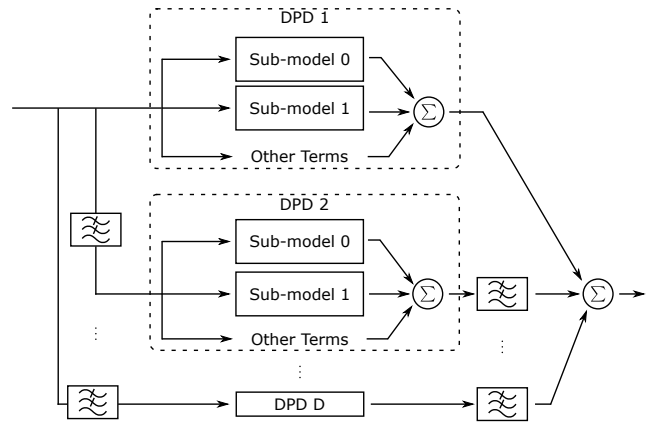 DPD 1
Sub-model 0
Sub-model 1
Σ
Other Terms
DPD 2
Sub-model 0
Sub-model 1
Σ
Σ
Other Terms
DPD D